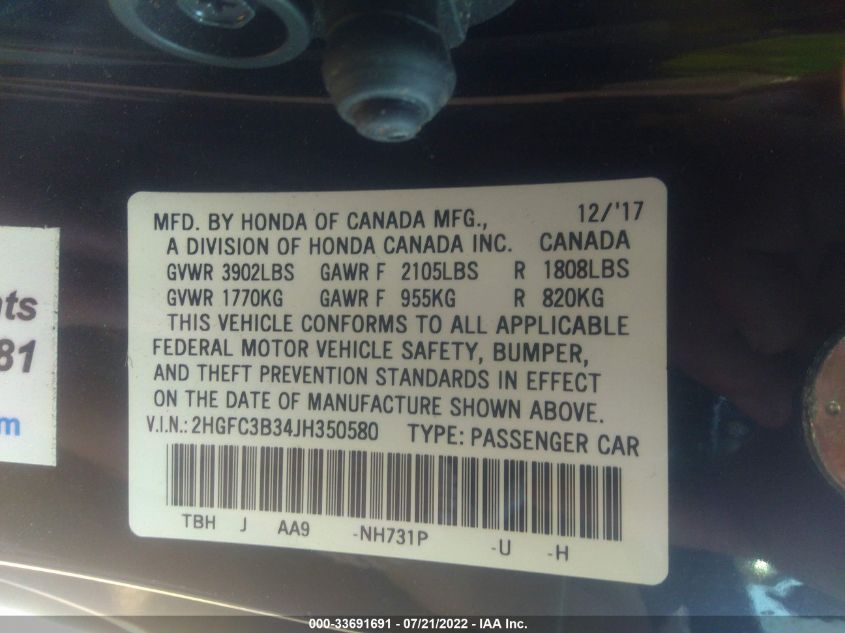 MFD. BY HONDA OF CANADA MFG., 12/'17
A DIVISION OF HONDA CANADA INC. CANADA
GVWR 3902LBS GAWR F 2105LBS R 1808LBS
GVWR 1770KG GAWR F 955KG R 820KG
THIS VEHICLE CONFORMS TO ALL APPLICABLE
FEDERAL MOTOR VEHICLE SAFETY, BUMPER,
AND THEFT PREVENTION STANDARDS IN EFFECT
ON THE DATE OF MANUFACTURE SHOWN ABOVE.
V.I.N.: 2HGFC3B34JH350580 TYPE: PASSENGER CAR
TBH J AA9 -NH731P -U -H
nts
81
m
000-33691691 - 07/21/2022 - IAA Inc.